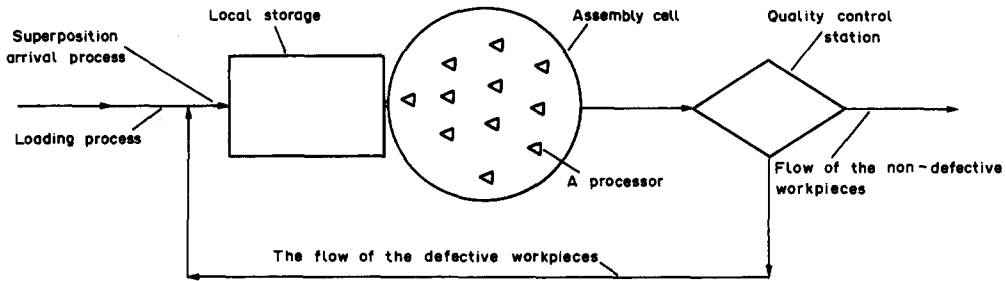 Superposition
arrival process
Loading process
Local storage
Assembly cell
A processor
Quality control
station
Flow of the non-defective
workpieces
The flow of the defective workpieces